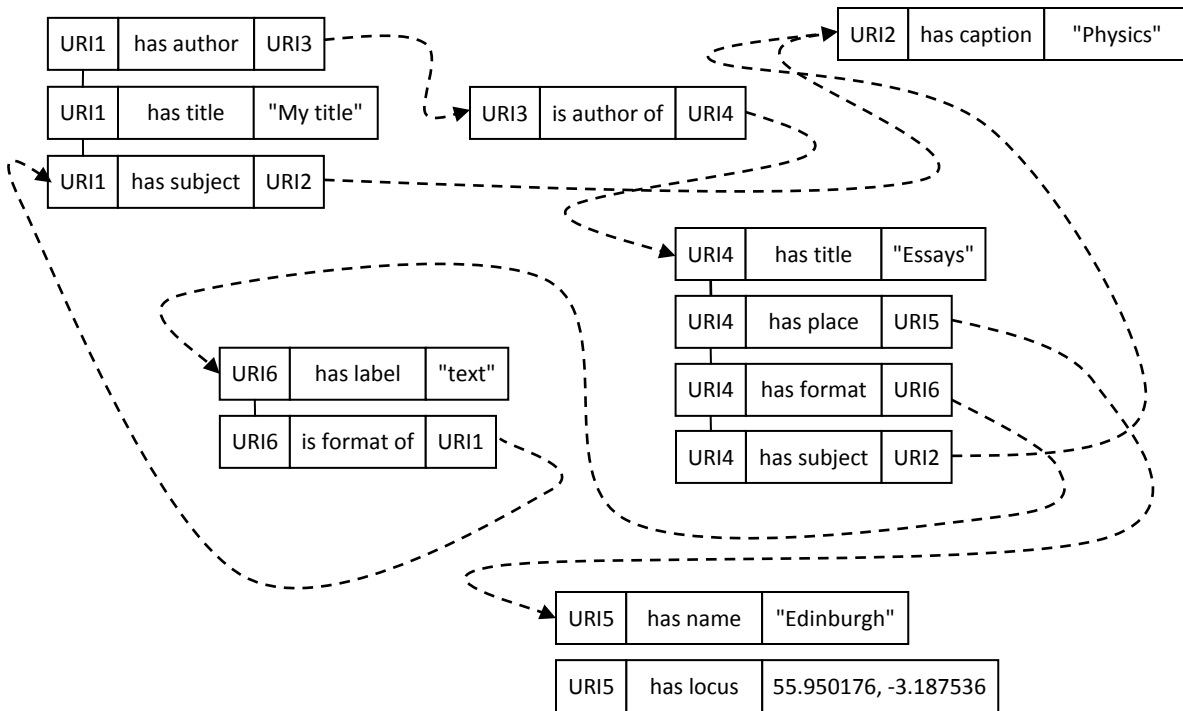 URI1 has author URI3
URI1 has title "My title"
URI1 has subject URI2
URI2 has caption "Physics"
URI3 is author of URI4
URI4 has title "Essays"
URI4 has place URI5
URI4 has format URI6
URI4 has subject URI2
URI6 has label "text"
URI6 is format of URI1
URI5 has name "Edinburgh"
URI5 has locus 55.950176, -3.187536